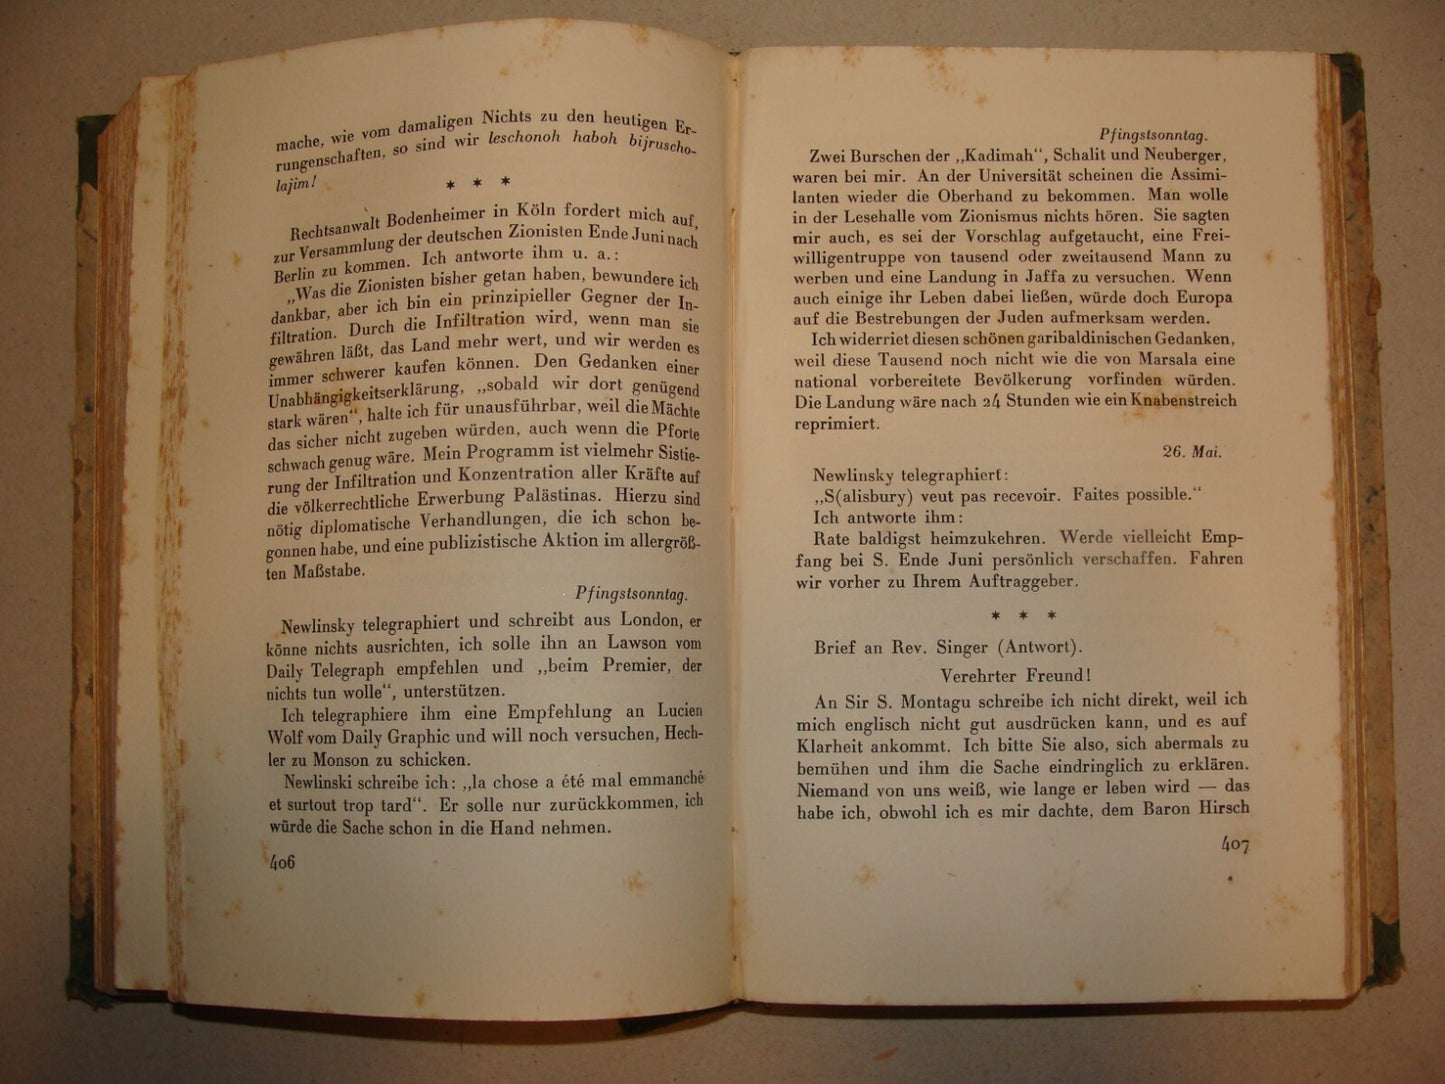 mache, wie vom damaligen Nichts zu den heutigen Er-
rungenschaften, so sind wir leschonoh haboh bijruscho-
lajim!
* * *
Rechtsanwalt Bodenheimer in Köln fordert mich auf,
zur Versammlung der deutschen Zionisten Ende Juni nach
Berlin zu kommen. Ich antworte ihm u. a.:
„Was die Zionisten bisher getan haben, bewundere ich
dankbar, aber ich bin ein prinzipieller Gegner der In-
filtration. Durch die Infiltration wird, wenn man sie
gewähren läßt, das Land mehr wert, und wir werden es
immer schwerer kaufen können. Den Gedanken einer
Unabhängigkeitserklärung, „sobald wir dort genügend
stark wären“, halte ich für unausführbar, weil die Mächte
das sicher nicht zugeben würden, auch wenn die Pforte
schwach genug wäre. Mein Programm ist vielmehr Sistie-
rung der Infiltration und Konzentration aller Kräfte auf
die völkerrechtliche Erwerbung Palästinas. Hierzu sind
nötig diplomatische Verhandlungen, die ich schon be-
gonnen habe, und eine publizistische Aktion im allergröß-
ten Maßstabe.
Pfingstsonntag.
Newlinsky telegraphiert und schreibt aus London, er
könne nichts ausrichten, ich solle ihn an Lawson vom
Daily Telegraph empfehlen und „beim Premier, der
nichts tun wolle“, unterstützen.
Ich telegraphiere ihm eine Empfehlung an Lucien
Wolf vom Daily Graphic und will noch versuchen, Hech-
ler zu Monson zu schicken.
Newlinski schreibe ich: „la chose a été mal emmanché
et surtout trop tard“. Er solle nur zurückkommen, ich
würde die Sache schon in die Hand nehmen.
406
Pfingstsonntag.
Zwei Burschen der „Kadimah“, Schalit und Neuberger,
waren bei mir. An der Universität scheinen die Assimi-
lanten wieder die Oberhand zu bekommen. Man wolle
in der Lesehalle vom Zionismus nichts hören. Sie sagten
mir auch, es sei der Vorschlag aufgetaucht, eine Frei-
willigentruppe von tausend oder zweitausend Mann zu
werben und eine Landung in Jaffa zu versuchen. Wenn
auch einige ihr Leben dabei ließen, würde doch Europa
auf die Bestrebungen der Juden aufmerksam werden.
Ich widerriet diesen schönen garibaldinischen Gedanken,
weil diese Tausend noch nicht wie die von Marsala eine
national vorbereitete Bevölkerung vorfinden würden.
Die Landung wäre nach 24 Stunden wie ein Knabenstreich
reprimiert.
26. Mai.
Newlinsky telegraphiert:
„S(alisbury) veut pas recevoir. Faites possible.“
Ich antworte ihm:
Rate baldigst heimzukehren. Werde vielleicht Emp-
fang bei S. Ende Juni persönlich verschaffen. Fahren
wir vorher zu Ihrem Auftraggeber.
* * *
Brief an Rev. Singer (Antwort).
Verehrter Freund!
An Sir S. Montagu schreibe ich nicht direkt, weil ich
mich englisch nicht gut ausdrücken kann, und es auf
Klarheit ankommt. Ich bitte Sie also, sich abermals zu
bemühen und ihm die Sache eindringlich zu erklären.
Niemand von uns weiß, wie lange er leben wird — das
habe ich, obwohl ich es mir dachte, dem Baron Hirsch
407